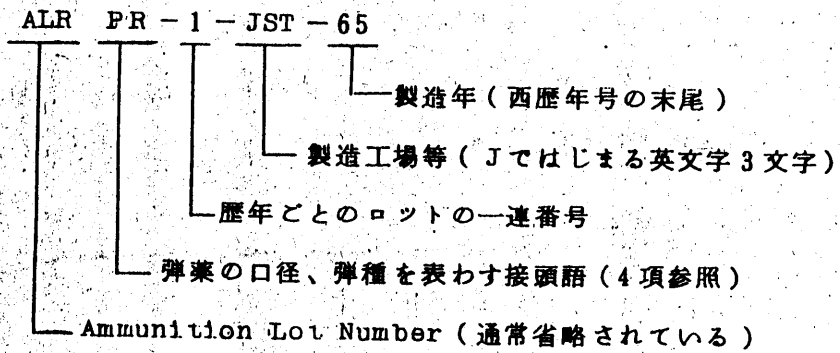 ALR PR-1-JST-65
製造年(西歴年号の末尾)
製造工場等(Jではじまる英文字3文字)
歴年ごとのロットの一連番号
弾薬の口径、弾種を表わす接頭語(4項参照)
Ammunition Lot Number(通常省略されている)